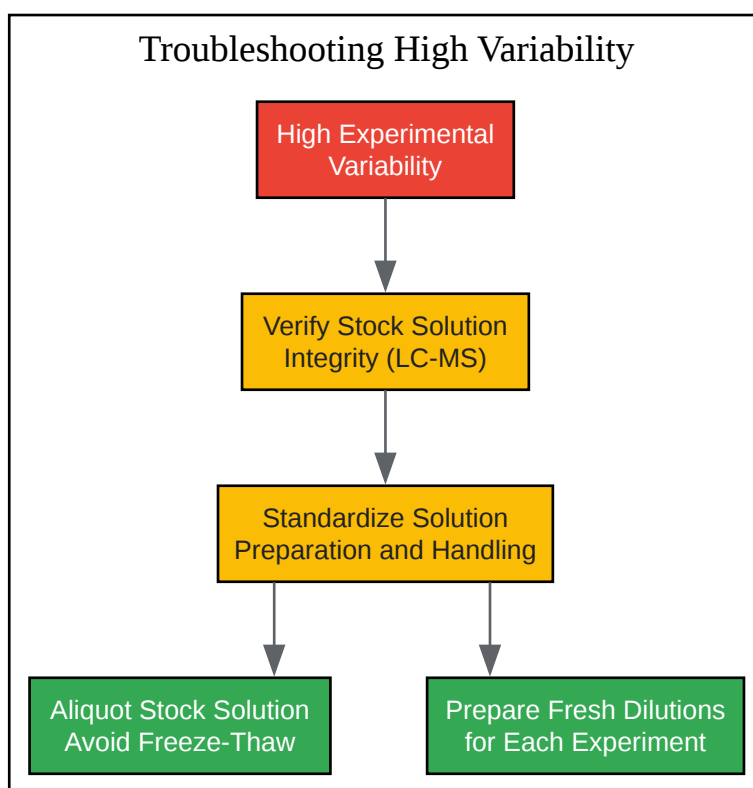 Troubleshooting High Variability
High Experimental
Variability
Verify Stock Solution
Integrity (LC-MS)
Standardize Solution
Preparation and Handling
Aliquot Stock Solution
Avoid Freeze-Thaw
Prepare Fresh Dilutions
for Each Experiment